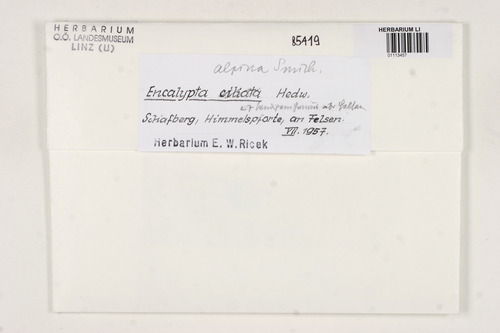 HERBARIUM
O.Ö. LANDESMUSEUM
LINZ (U)
85419
HERBARIUM LI
01113457
alpina Smith.
Encalypta ciliata Hedw.
Schafberg, Himmelspforte, an Felsen.
VII. 1957.
Herbarium E. W. Ricek